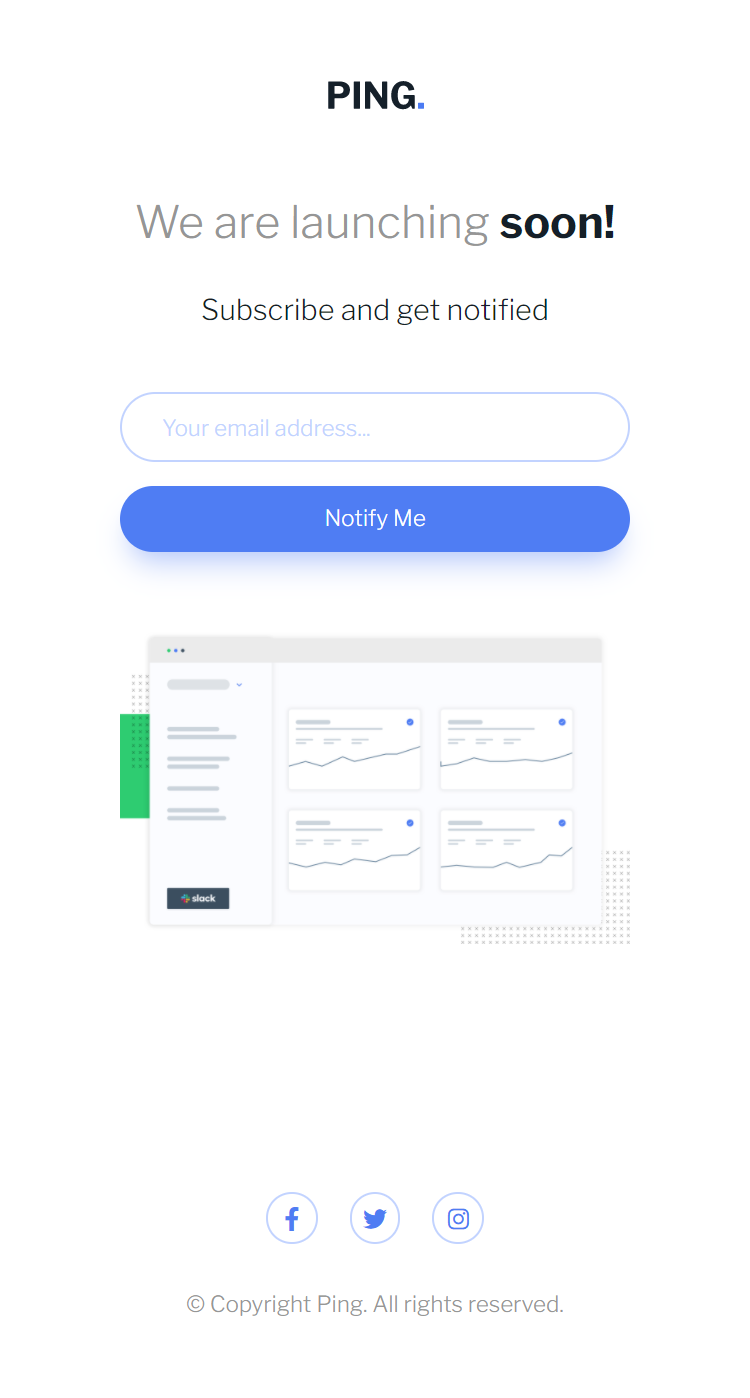 PING.
We are launching soon!
Subscribe and get notified
Your email address...
Notify Me
slack
© Copyright Ping. All rights reserved.